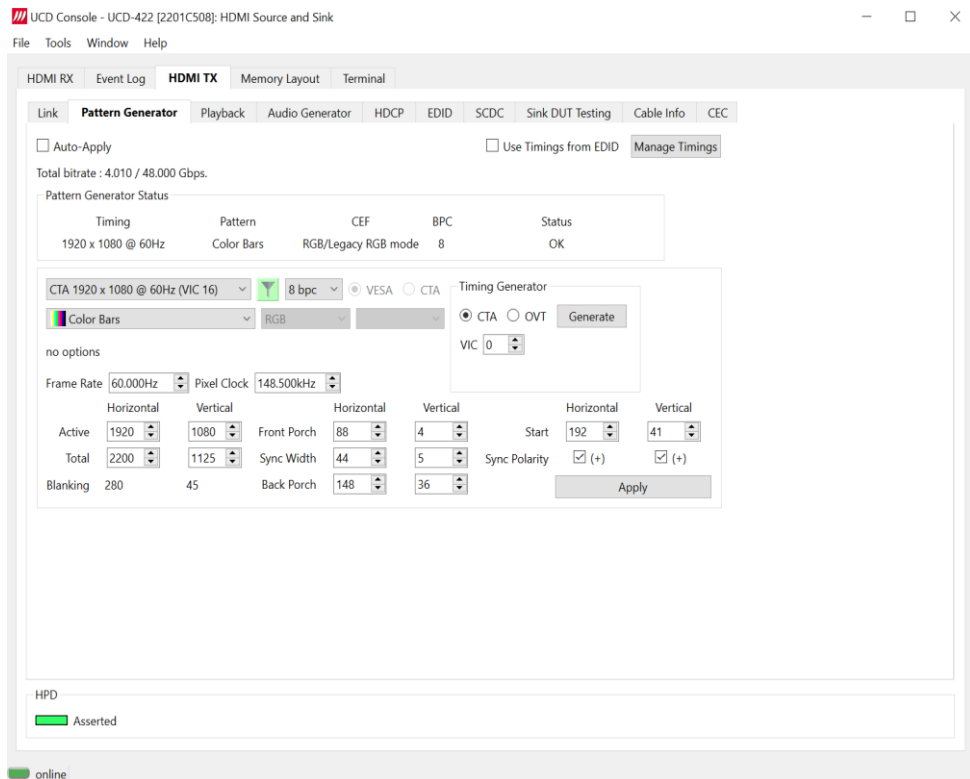 UCD Console - UCD-422 [2201C508]: HDMI Source and Sink
File Tools Window Help
HDMI RX Event Log HDMI TX Memory Layout Terminal
Link Pattern Generator Playback Audio Generator HDCP EDID SCDC Sink DUT Testing Cable Info CEC
Auto-Apply Use Timings from EDID Manage Timings
Total bitrate : 4.010 / 48.000 Gbps.
Pattern Generator Status
Timing Pattern CEF BPC Status
1920 x 1080 @ 60Hz Color Bars RGB/Legacy RGB mode 8 OK
CTA 1920 x 1080 @ 60Hz (VIC 16) 8 bpc VESA CTA Timing Generator
Color Bars RGB CTA OVT Generate
VIC 0
no options
Frame Rate 60.000Hz Pixel Clock 148.500kHz
Horizontal Vertical Horizontal Vertical Horizontal Vertical
Active 1920 1080 Front Porch 88 4 Start 192 41
Total 2200 1125 Sync Width 44 5 Sync Polarity (+) (+)
Blanking 280 45 Back Porch 148 36 Apply
HPD
Asserted
online